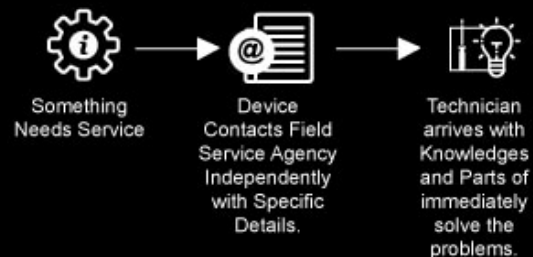 Something
Needs Service
Device
Contacts Field
Service Agency
Independently
with Specific
Details.
Technician
arrives with
Knowledges
and Parts of
immediately
solve the
problems.